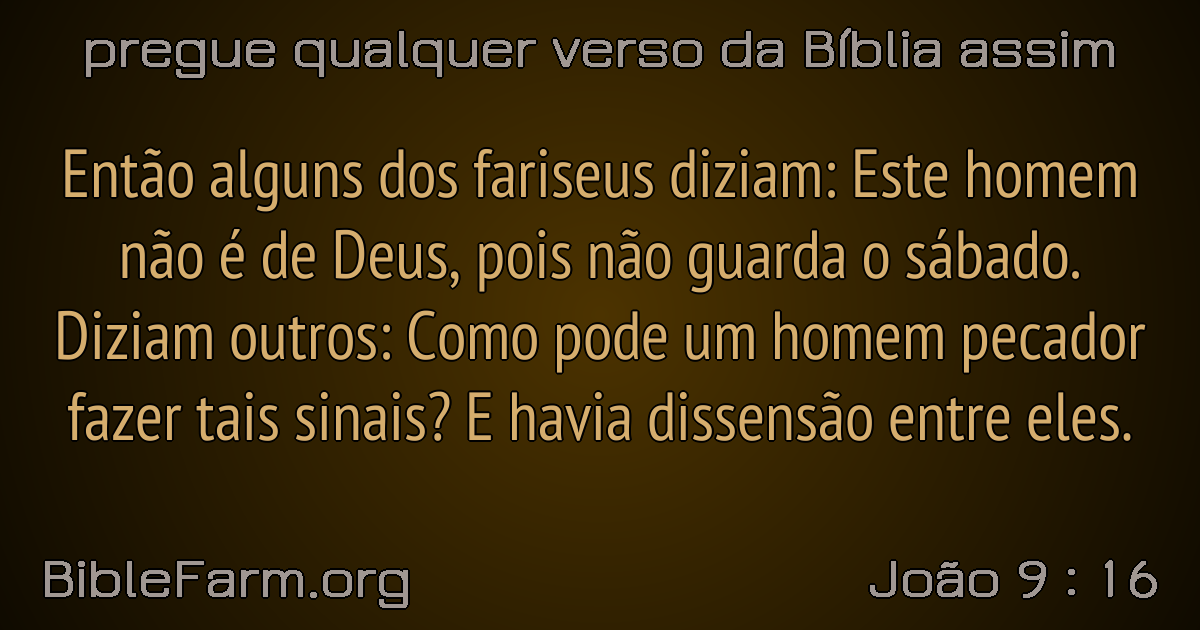 pregue qualquer verso da Bíblia assim
Então alguns dos fariseus diziam: Este homem
não é de Deus, pois não guarda o sábado.
Diziam outros: Como pode um homem pecador
fazer tais sinais? E havia dissensão entre eles.
BibleFarm.org
João 9 : 16